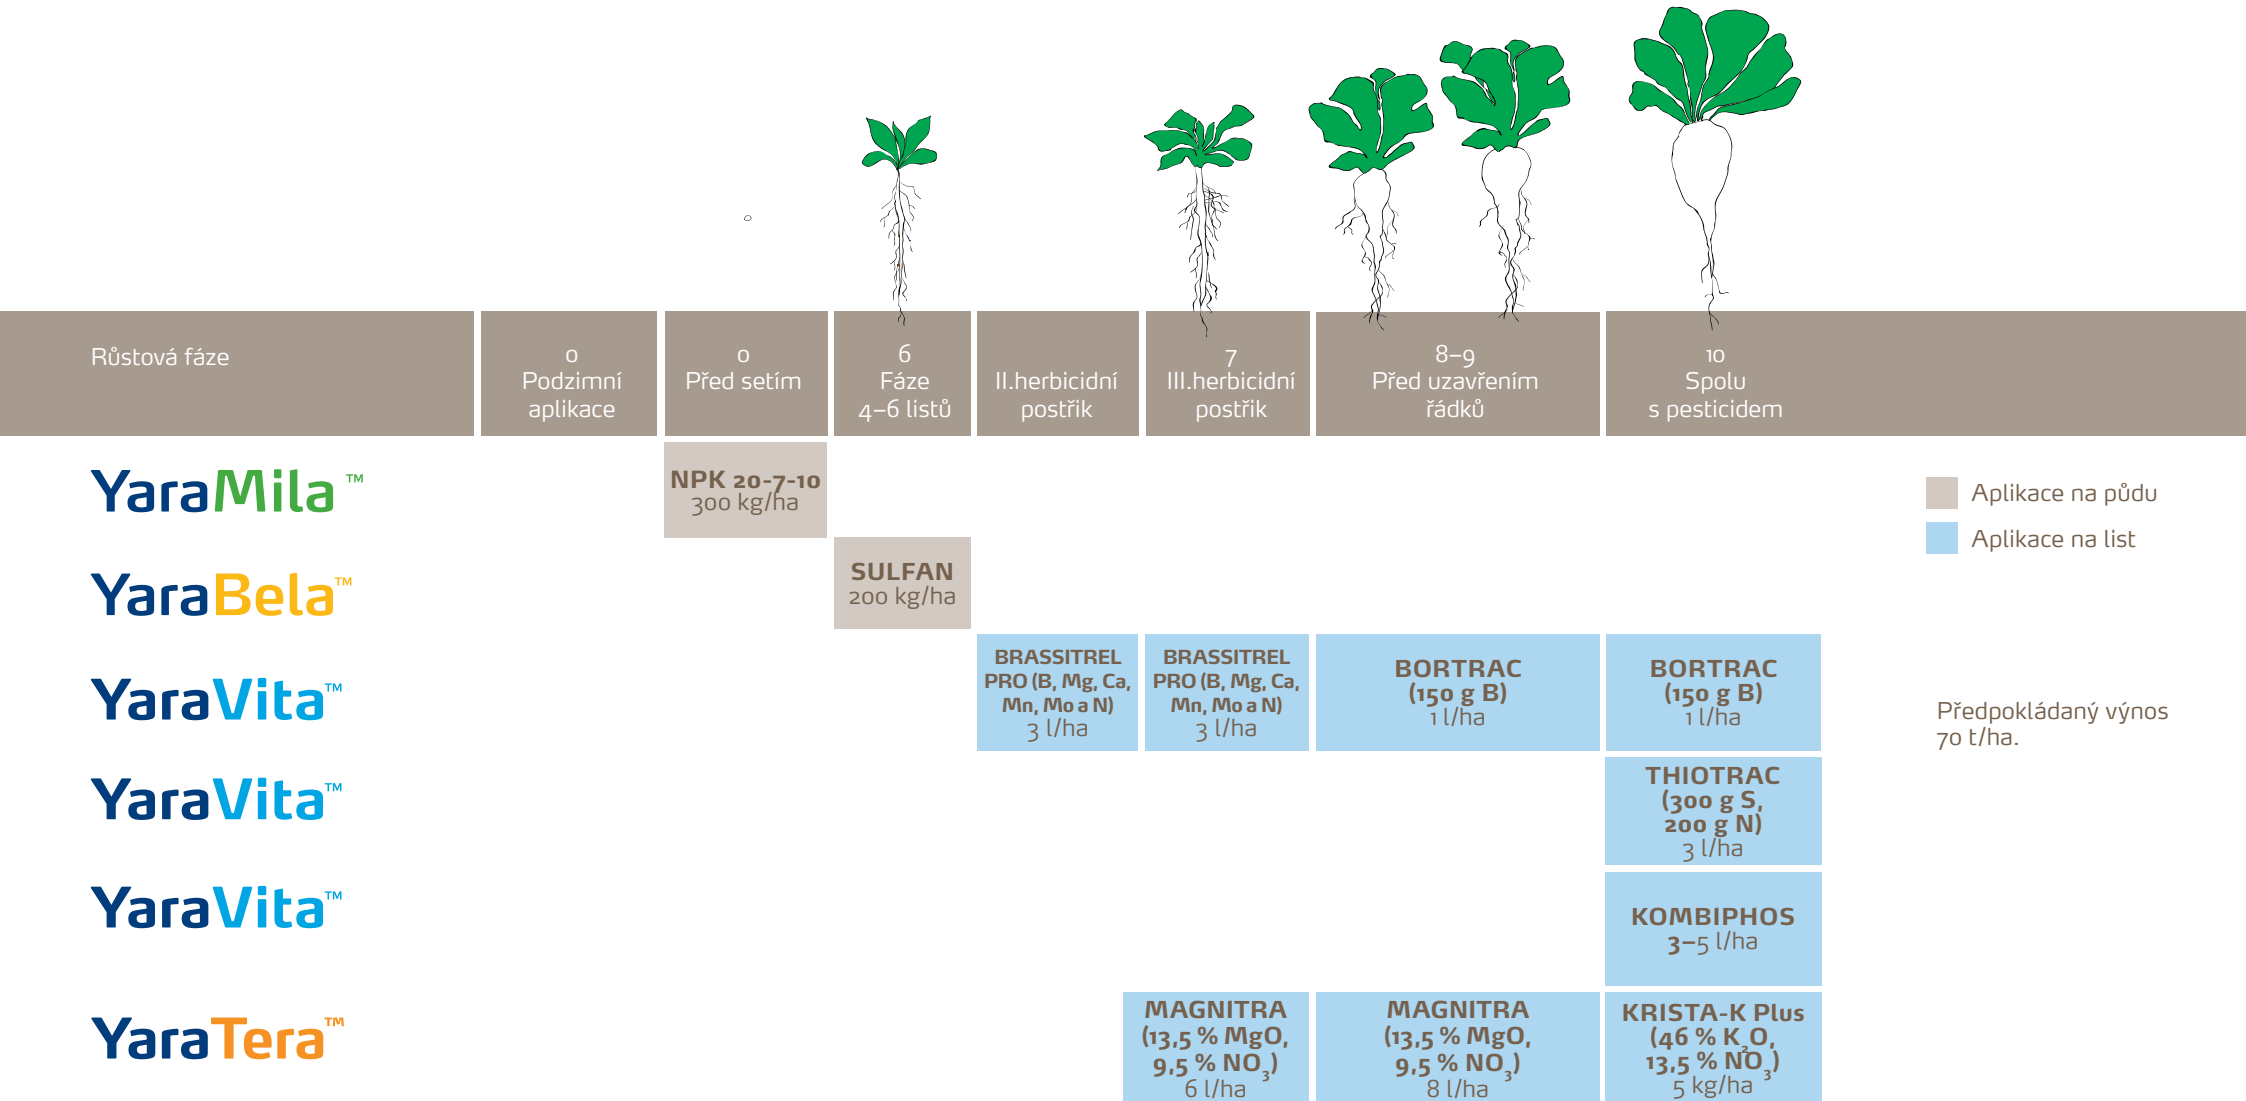 Růstová fáze
0
Podzimní
aplikace
0
Před setím
6
Fáze
4–6 listů
II.herbicidní
postřik
7
III.herbicidní
postřik
8–9
Před uzavřením
řádků
10
Spolu
s pesticidem
YaraMila™
NPK 20-7-10
300 kg/ha
Aplikace na půdu
Aplikace na list
YaraBela™
SULFAN
200 kg/ha
YaraVita™
BRASSITREL
PRO (B, Mg, Ca,
Mn, Mo a N)
3 l/ha
BRASSITREL
PRO (B, Mg, Ca,
Mn, Mo a N)
3 l/ha
BORTRAC
(150 g B)
1 l/ha
BORTRAC
(150 g B)
1 l/ha
Předpokládaný výnos
70 t/ha.
YaraVita™
THIOTRAC
(300 g S,
200 g N)
3 l/ha
YaraVita™
KOMBIPHOS
3–5 l/ha
YaraTera™
MAGNITRA
(13,5 % MgO,
9,5 % NO₃)
6 l/ha
MAGNITRA
(13,5 % MgO,
9,5 % NO₃)
8 l/ha
KRISTA-K Plus
(46 % K₂O,
13,5 % NO₃)
5 kg/ha